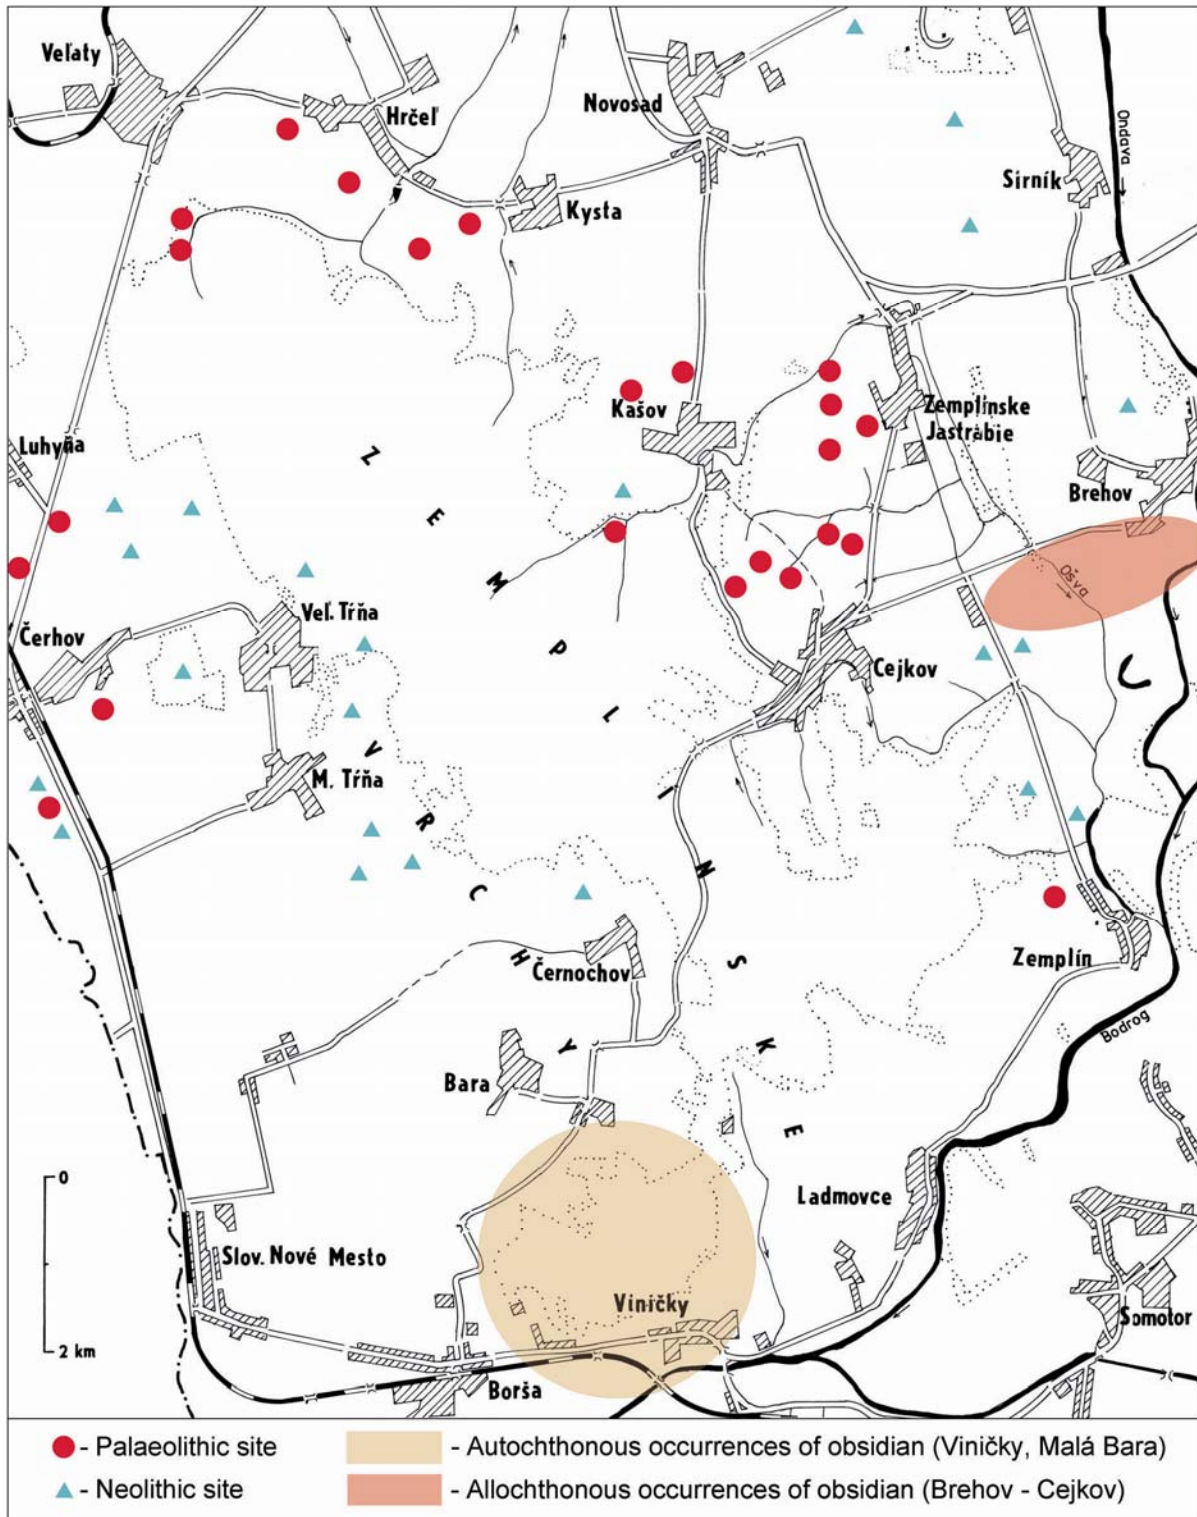 Veľaty
Hrčeľ
Novosad
Ondava
Sirník
Kysta
Kašov
Zemplínske
Jastrabie
Luhyňa
Brehov
Ošva
Veľ. Tŕňa
Čerhov
Cejkov
M. Tŕňa
ZEMPLÍNSKE
VRCHY
Černochov
Zemplín
Bodrog
Bara
0
Ladmovce
Slov. Nové Mesto
Viničky
Somotor
2 km
Borša
- Palaeolithic site
- Autochthonous occurrences of obsidian (Viničky, Malá Bara)
- Neolithic site
- Allochthonous occurrences of obsidian (Brehov - Cejkov)